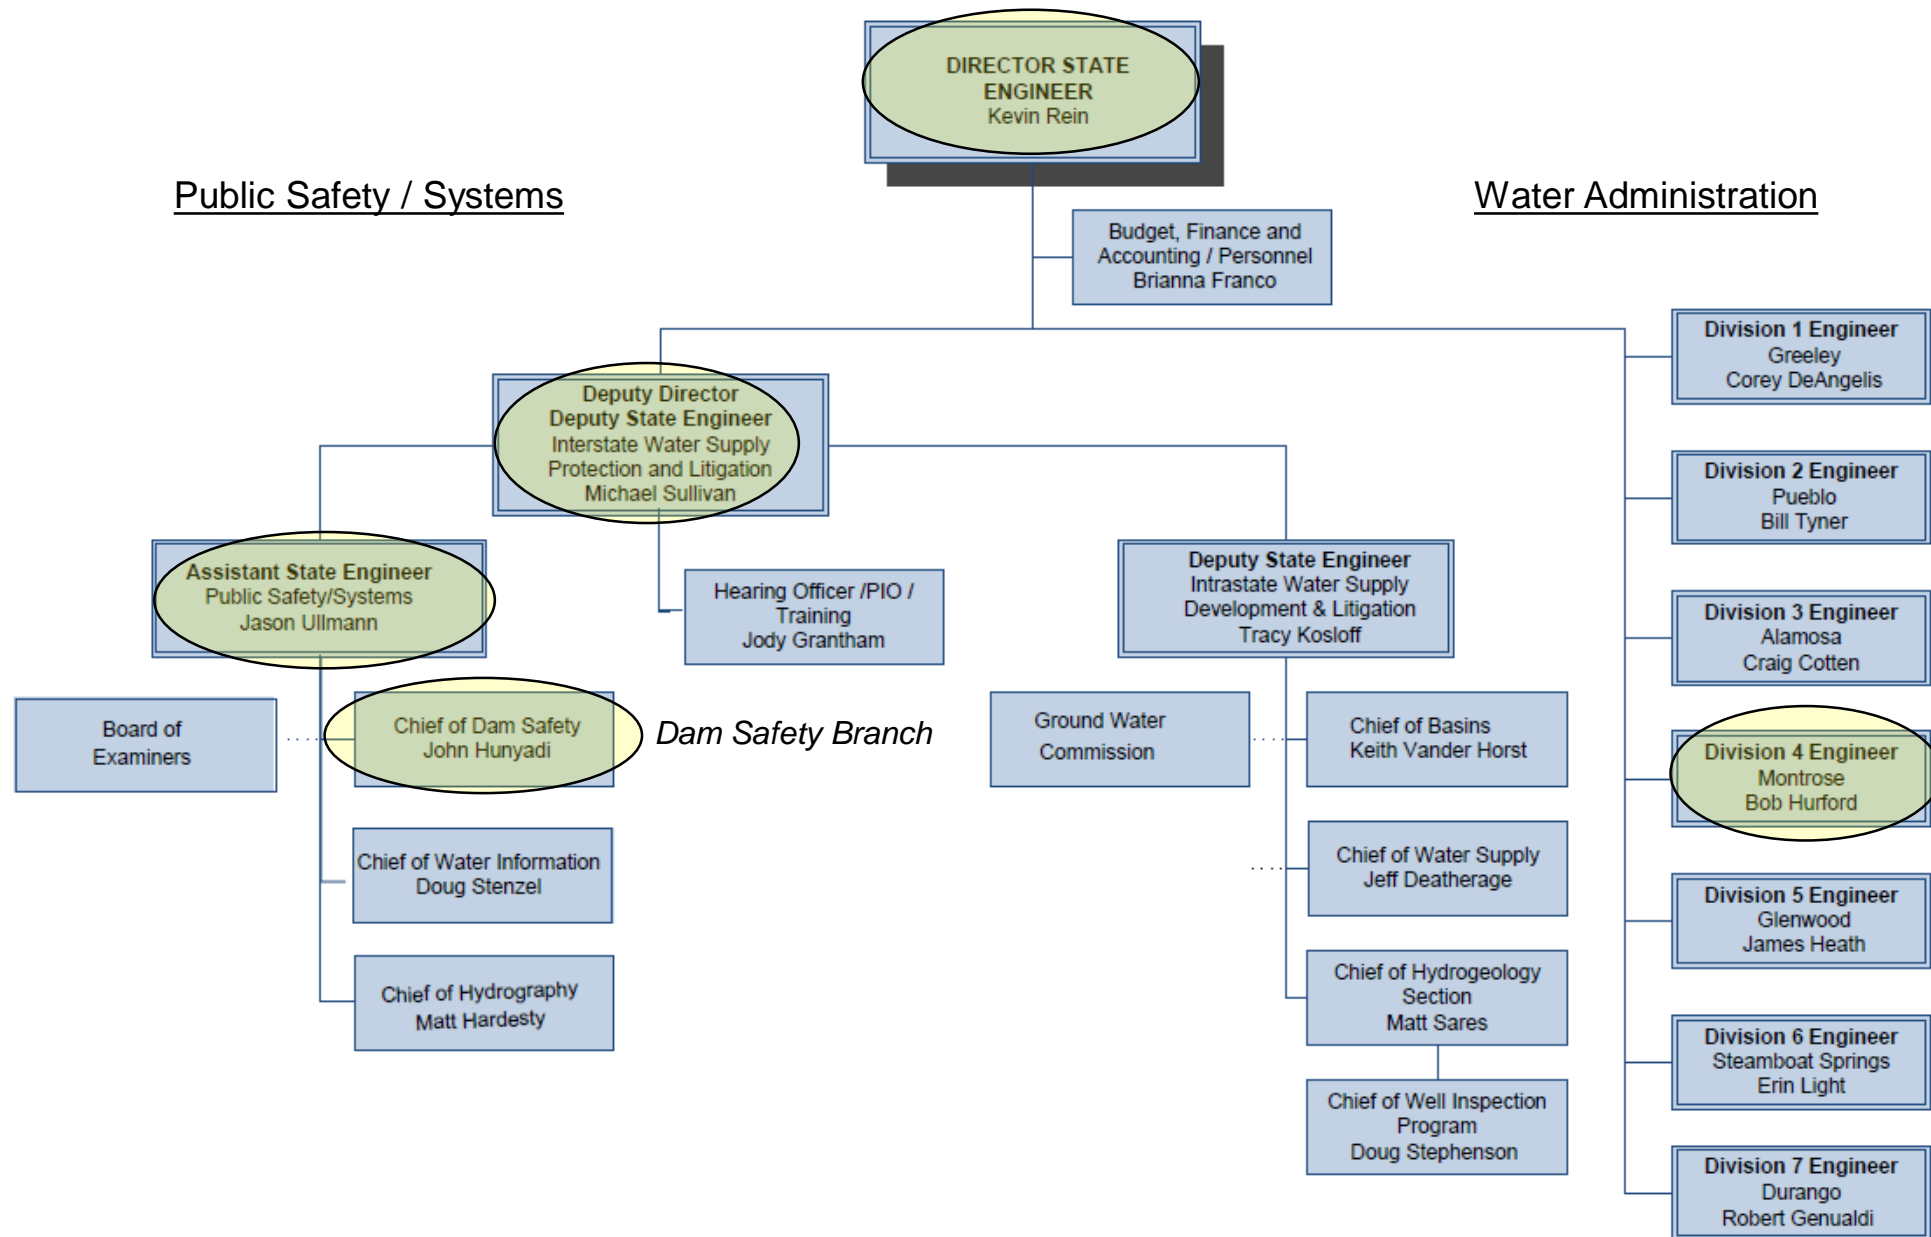 DIRECTOR STATE
ENGINEER
Kevin Rein
Public Safety / Systems
Water Administration
Budget, Finance and
Accounting / Personnel
Brianna Franco
Deputy Director
Deputy State Engineer
Interstate Water Supply
Protection and Litigation
Michael Sullivan
Assistant State Engineer
Public Safety/Systems
Jason Ullmann
Hearing Officer /PIO /
Training
Jody Grantham
Deputy State Engineer
Intrastate Water Supply
Development & Litigation
Tracy Kosloff
Board of
Examiners
Chief of Dam Safety
John Hunyadi
Dam Safety Branch
Chief of Water Information
Doug Stenzel
Chief of Hydrography
Matt Hardesty
Ground Water
Commission
Chief of Basins
Keith Vander Horst
Chief of Water Supply
Jeff Deatherage
Chief of Hydrogeology
Section
Matt Sares
Chief of Well Inspection
Program
Doug Stephenson
Division 1 Engineer
Greeley
Corey DeAngelis
Division 2 Engineer
Pueblo
Bill Tyner
Division 3 Engineer
Alamosa
Craig Cotten
Division 4 Engineer
Montrose
Bob Hurford
Division 5 Engineer
Glenwood
James Heath
Division 6 Engineer
Steamboat Springs
Erin Light
Division 7 Engineer
Durango
Robert Genualdi